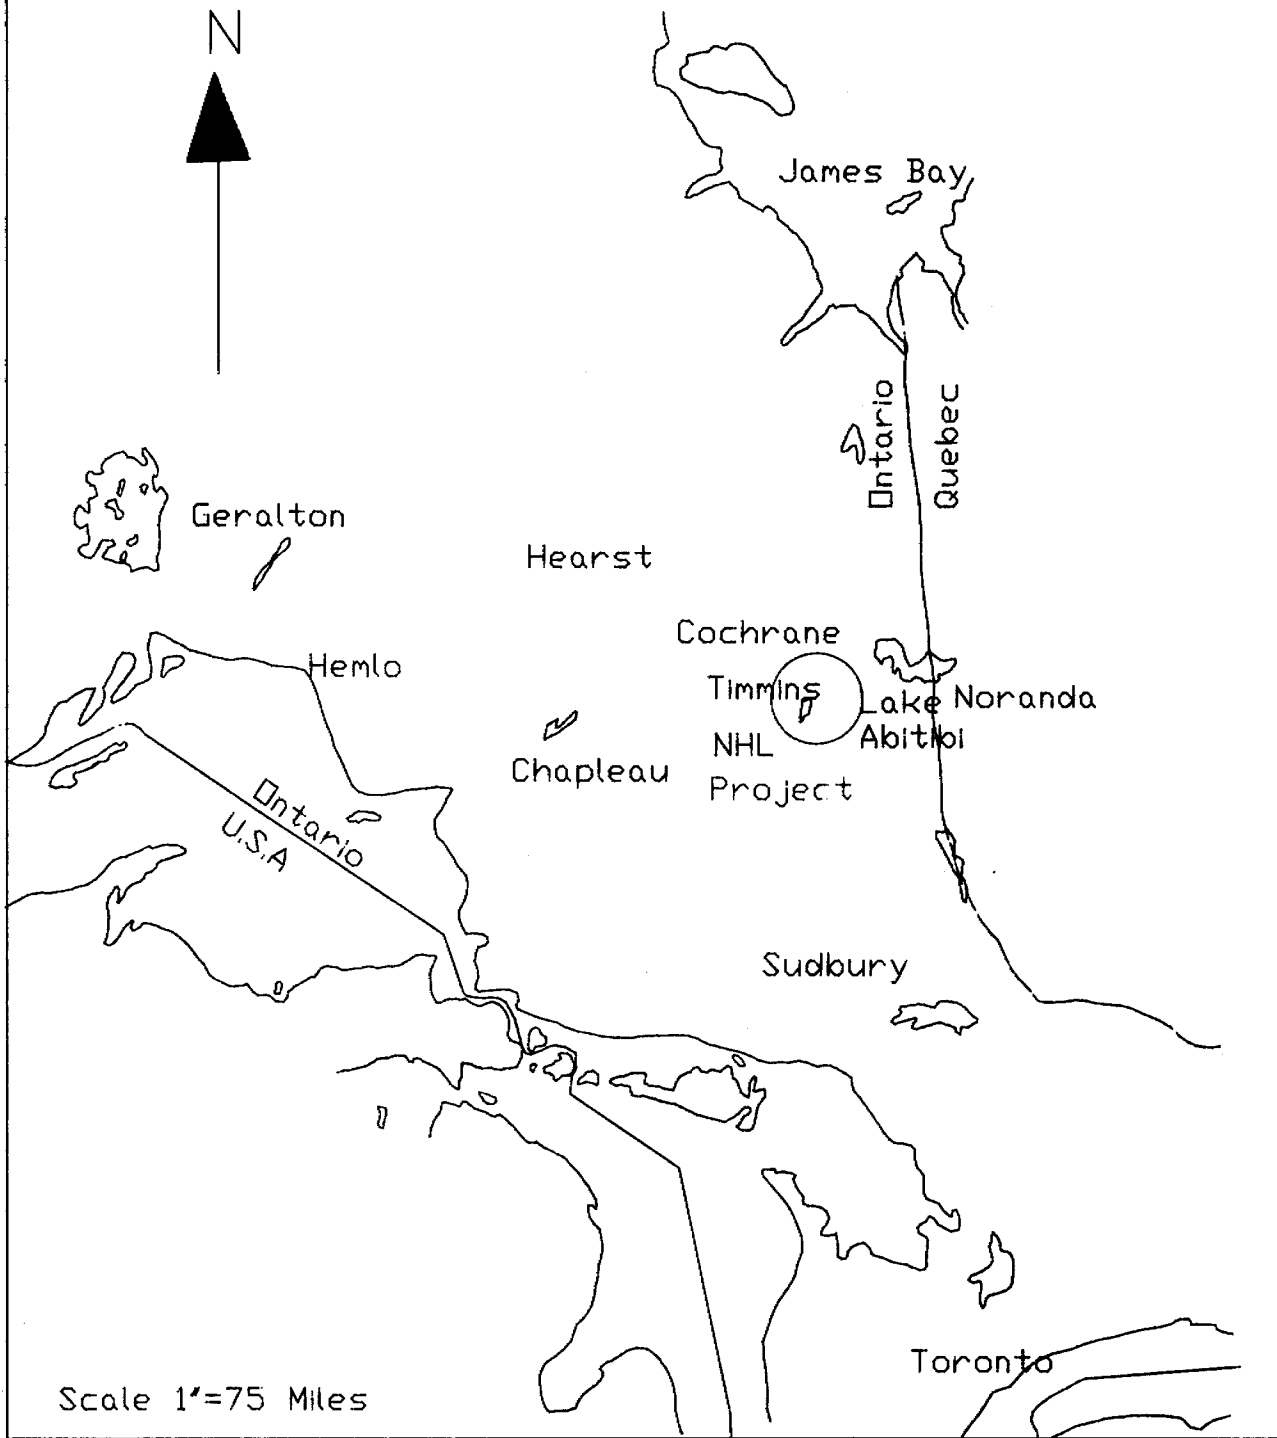 N
James Bay
Ontario
Quebec
Geralton
Hearst
Cochrane
Hemlo
Timmins
Lake
Noranda
Abitibi
NHL
Project
Chapleau
Ontario
U.S.A
Sudbury
Toronto
Scale 1"=75 Miles